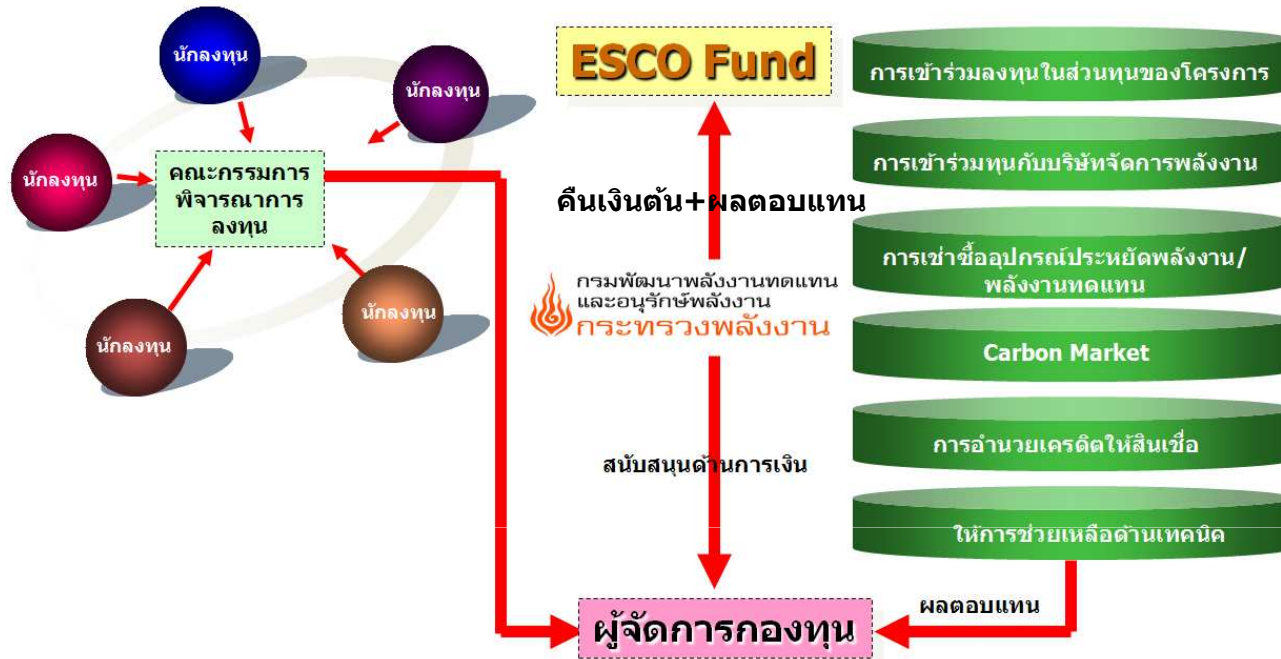 นักลงทุน
นักลงทุน
นักลงทุน
นักลงทุน
นักลงทุน
คณะกรรมการ
พิจารณาการ
ลงทุน
ESCO Fund
คืนเงินต้น+ผลตอบแทน
กรมพัฒนาพลังงานทดแทน
และอนุรักษ์พลังงาน
กระทรวงพลังงาน
สนับสนุนด้านการเงิน
ผู้จัดการกองทุน
การเข้าร่วมลงทุนในส่วนทุนของโครงการ
การเข้าร่วมทุนกับบริษัทจัดการพลังงาน
การเช่าซื้ออุปกรณ์ประหยัดพลังงาน/
พลังงานทดแทน
Carbon Market
การอำนวยเครดิตให้สินเชื่อ
ให้การช่วยเหลือด้านเทคนิค
ผลตอบแทน